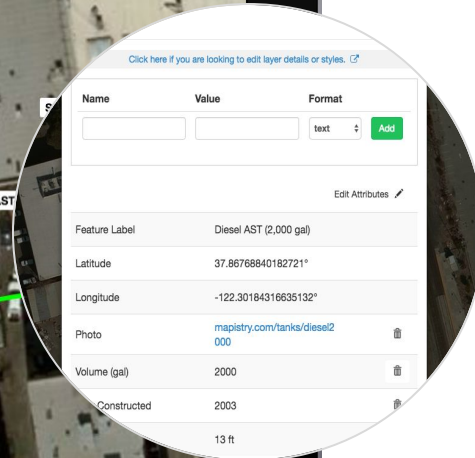 Click here if you are looking to edit layer details or styles.
Name Value Format
text Add
Edit Attributes
Feature Label Diesel AST (2,000 gal)
Latitude 37.86768840182721°
Longitude -122.30184316635132°
Photo mapistry.com/tanks/diesel2
000
Volume (gal) 2000
Constructed 2003
13 ft